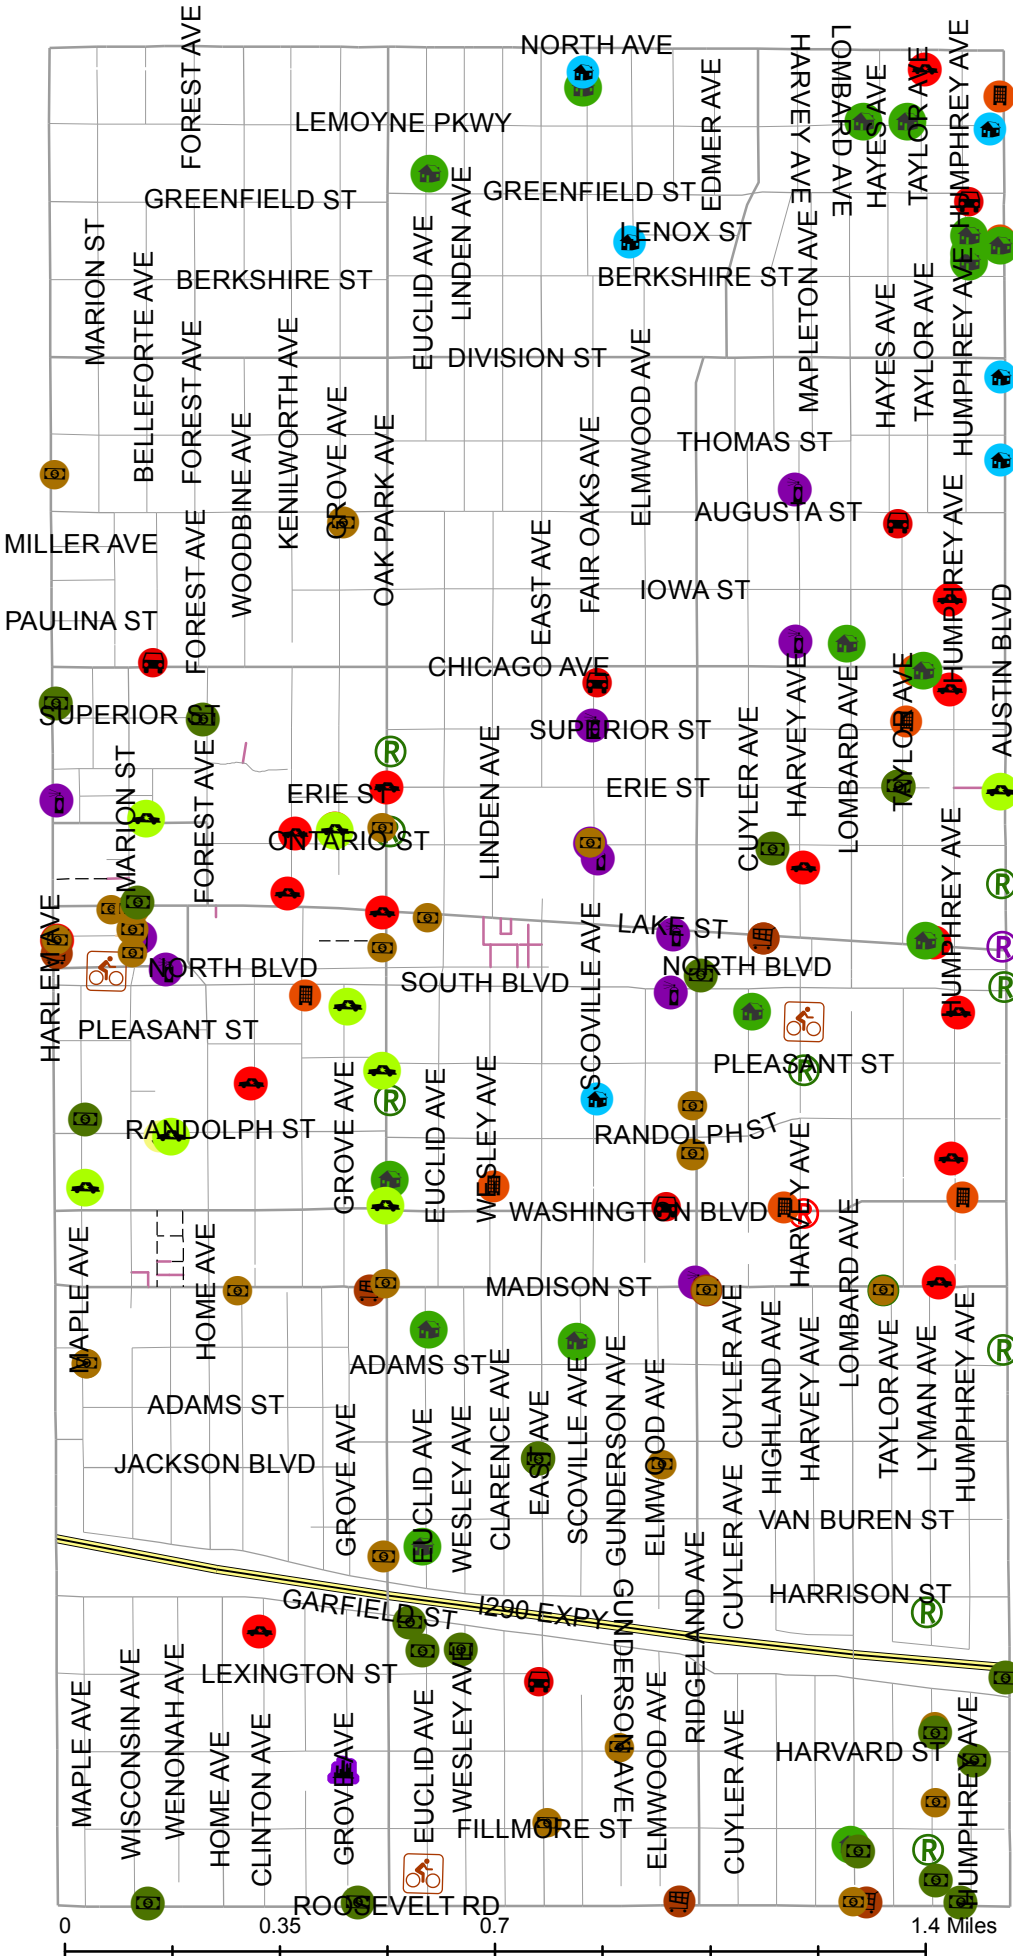 NORTH AVE
FOREST AVE
HARVEY AVE
LOMBARD AVE
HAYES AVE
TAYLOR AVE
HUMPHREY AVE
EDMER AVE
LEMOYNE PKWY
GREENFIELD ST
GREENFIELD ST
LINDEN AVE
EUCLID AVE
LENOX ST
MARION ST
BELLEFORTE AVE
BERKSHIRE ST
BERKSHIRE ST
MAPLETON AVE
HAYES AVE
TAYLOR AVE
HUMPHREY AVE
FOREST AVE
KENILWORTH AVE
DIVISION ST
ELMWOOD AVE
WOODBINE AVE
GROVE AVE
OAK PARK AVE
FAIR OAKS AVE
THOMAS ST
AUGUSTA ST
MILLER AVE
FOREST AVE
EAST AVE
IOWA ST
HUMPHREY AVE
AUSTIN BLVD
PAULINA ST
CHICAGO AVE
HARVEY AVE
LOMBARD AVE
TAYLOR AVE
SUPERIOR ST
SUPERIOR ST
CUYLER AVE
MARION ST
FOREST AVE
LINDEN AVE
ERIE ST
ERIE ST
ONTARIO ST
HUMPHREY AVE
HARLEM AVE
SCOVILLE AVE
LAKE ST
NORTH BLVD
NORTH BLVD
SOUTH BLVD
PLEASANT ST
PLEASANT ST
GROVE AVE
EUCLID AVE
WESLEY AVE
RANDOLPH ST
RANDOLPH ST
HARVEY AVE
WASHINGTON BLVD
LOMBARD AVE
MAPLE AVE
HOME AVE
MADISON ST
CUYLER AVE
HIGHLAND AVE
HARVEY AVE
TAYLOR AVE
LYMAN AVE
HUMPHREY AVE
ADAMS ST
ADAMS ST
CLARENCE AVE
EAST AVE
SCOVILLE AVE
GUNDERSON AVE
ELMWOOD AVE
GROVE AVE
EUCLID AVE
WESLEY AVE
JACKSON BLVD
CUYLER AVE
VAN BUREN ST
RIDGELAND AVE
HARRISON ST
GARFIELD ST
I290 EXPY
GUNDERSON AVE
LEXINGTON ST
MAPLE AVE
WISCONSIN AVE
WENONAH AVE
HOME AVE
CLINTON AVE
GROVE AVE
EUCLID AVE
WESLEY AVE
ELMWOOD AVE
CUYLER AVE
HARVARD ST
HUMPHREY AVE
FILLMORE ST
ROOSEVELT RD
0 0.35 0.7 1.4 Miles